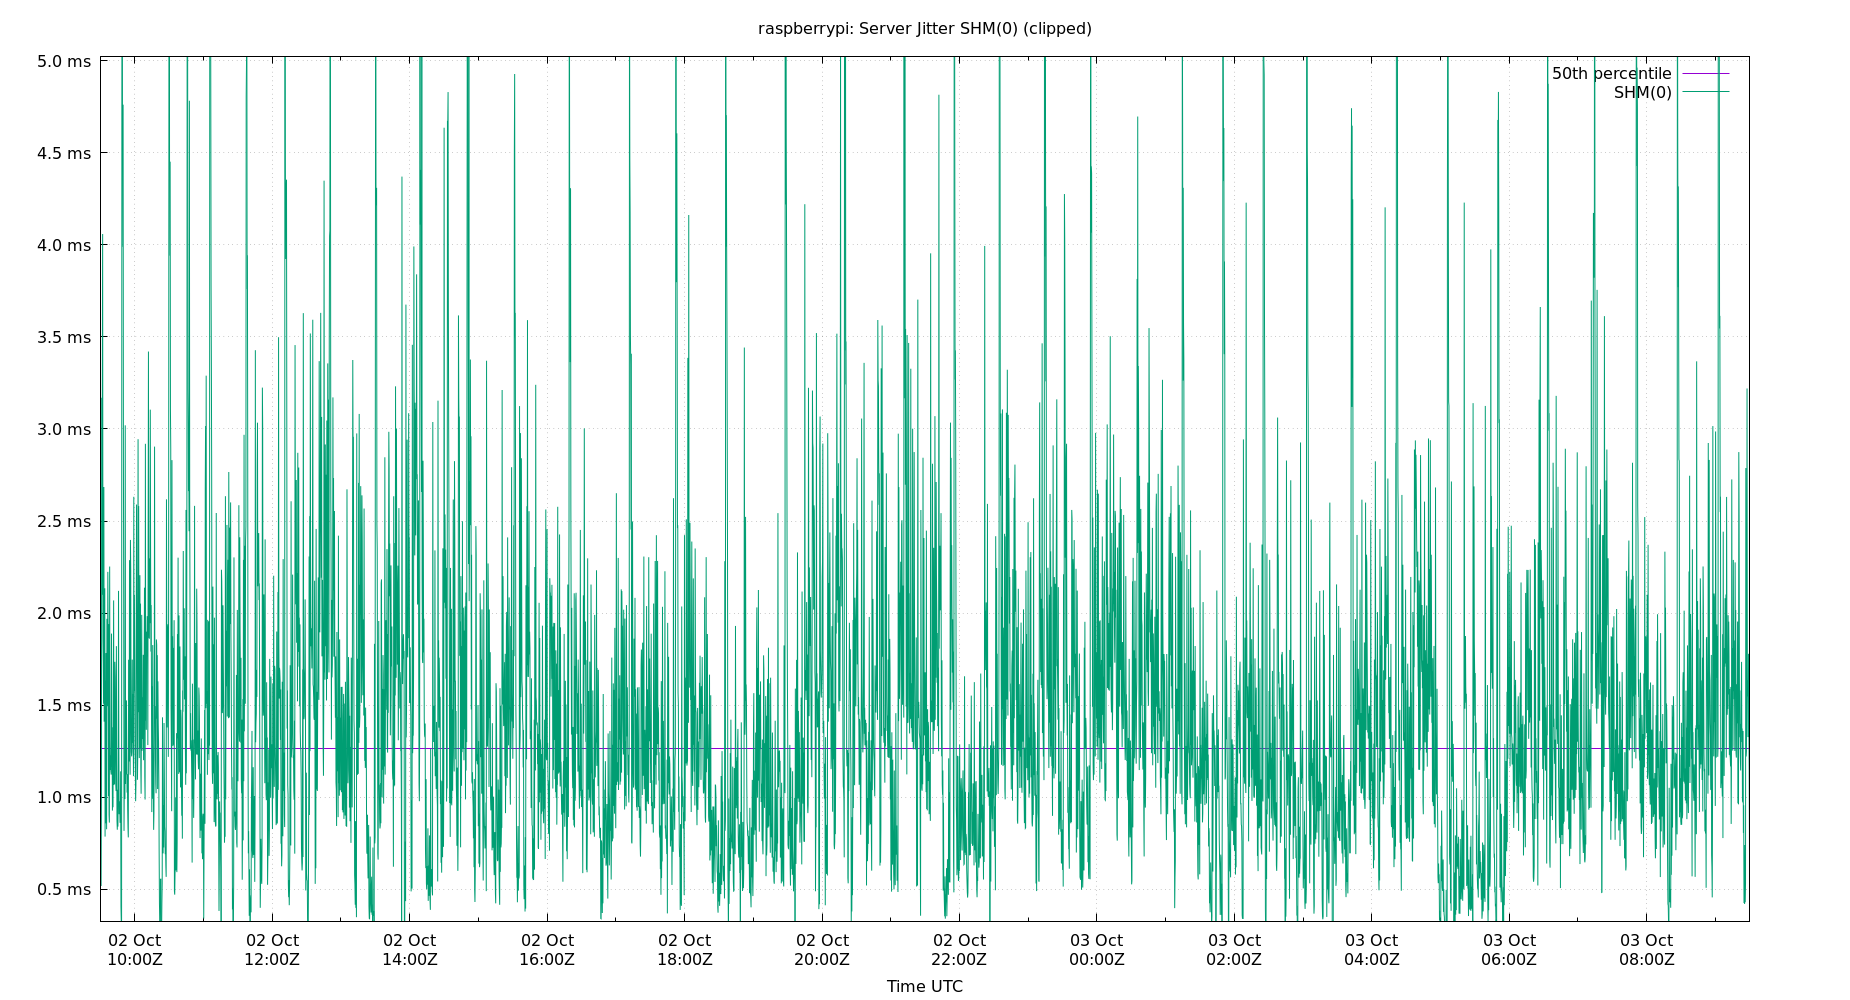 raspberrypi: Server Jitter SHM(0) (clipped)
5.0 ms
50th percentile
SHM(0)
4.5 ms
4.0 ms
3.5 ms
3.0 ms
2.5 ms
2.0 ms
1.5 ms
1.0 ms
0.5 ms
02 Oct 02 Oct 02 Oct 02 Oct 02 Oct 02 Oct 02 Oct 03 Oct 03 Oct 03 Oct 03 Oct 03 Oct
10:00Z 12:00Z 14:00Z 16:00Z 18:00Z 20:00Z 22:00Z 00:00Z 02:00Z 04:00Z 06:00Z 08:00Z
Time UTC